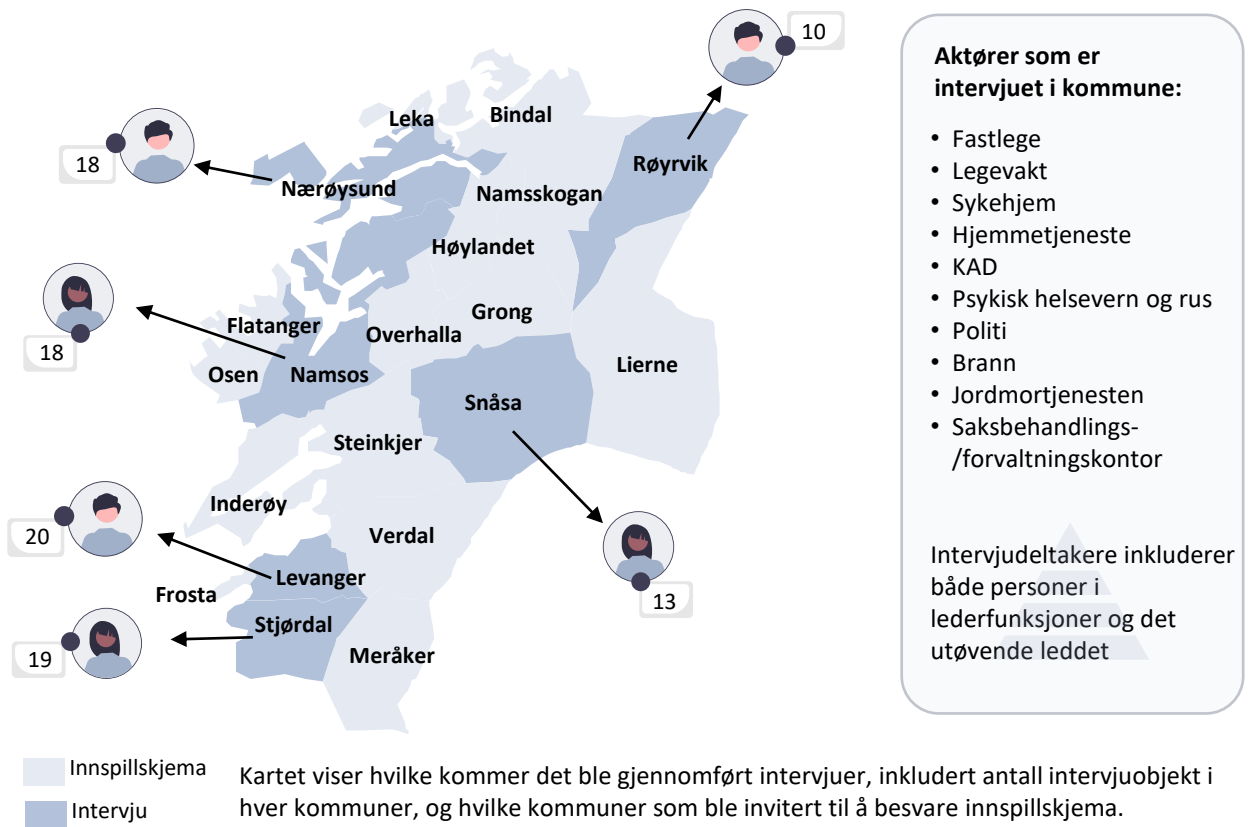 10
Leka
Bindal
18
Røyrvik
Nærøysund
Namsskogan
Høylandet
18
Flatanger
Overhalla
Grong
Osen
Namsos
Lierne
Snåsa
Steinkjer
Inderøy
20
Verdal
Levanger
13
Frosta
Stjørdal
19
Meråker
Aktører som er
intervjuet i kommune:
• Fastlege
• Legevakt
• Sykehjem
• Hjemmetjeneste
• KAD
• Psykisk helsevern og rus
• Politi
• Brann
• Jordmortjenesten
• Saksbehandlings-
/forvaltningskontor
Intervjudeltakere inkluderer
både personer i
lederfunksjoner og det
utøvende leddet
Innspillskjema
Intervju
Kartet viser hvilke kommer det ble gjennomført intervjuer, inkludert antall intervjuobjekt i
hver kommuner, og hvilke kommuner som ble invitert til å besvare innspillskjema.